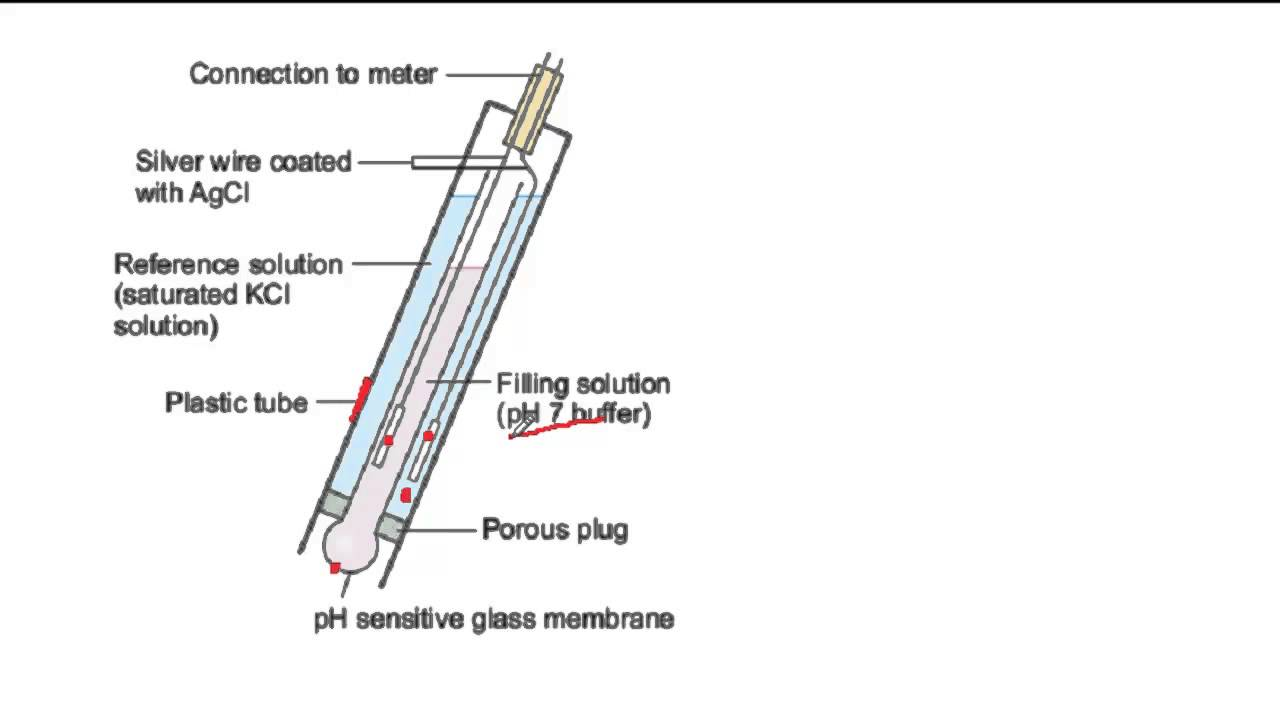 Connection to meter
Silver wire coated
with AgCl
Reference solution
(saturated KCl
solution)
Plastic tube
Filling solution
(pH 7 buffer)
Porous plug
pH sensitive glass membrane